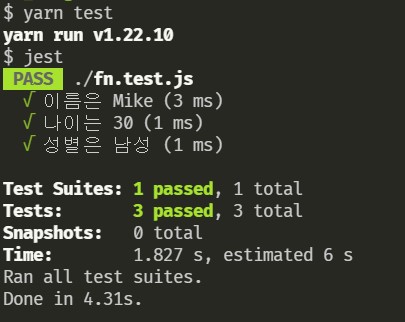 $ yarn test
yarn run v1.22.10
$ jest
PASS ./fn.test.js
√ 이름은 Mike (3 ms)
√ 나이는 30 (1 ms)
√ 성별은 남성 (1 ms)
Test Suites: 1 passed, 1 total
Tests: 3 passed, 3 total
Snapshots: 0 total
Time: 1.827 s, estimated 6 s
Ran all test suites.
Done in 4.31s.